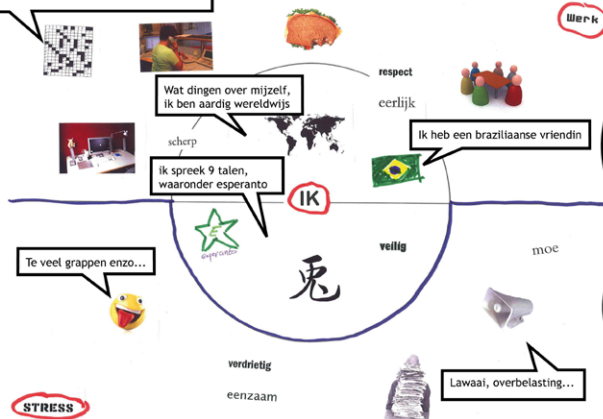 Werk
respect
Wat dingen over mijzelf,
ik ben aardig wereldwijs
eerlijk
scherp
Ik heb een braziliaanse vriendin
ik spreek 9 talen,
waaronder esperanto
IK
E
esperanto
veilig
moe
Te veel grappen enzo...
兎
verdrietig
eenzaam
Lawaai, overbelasting...
STRESS